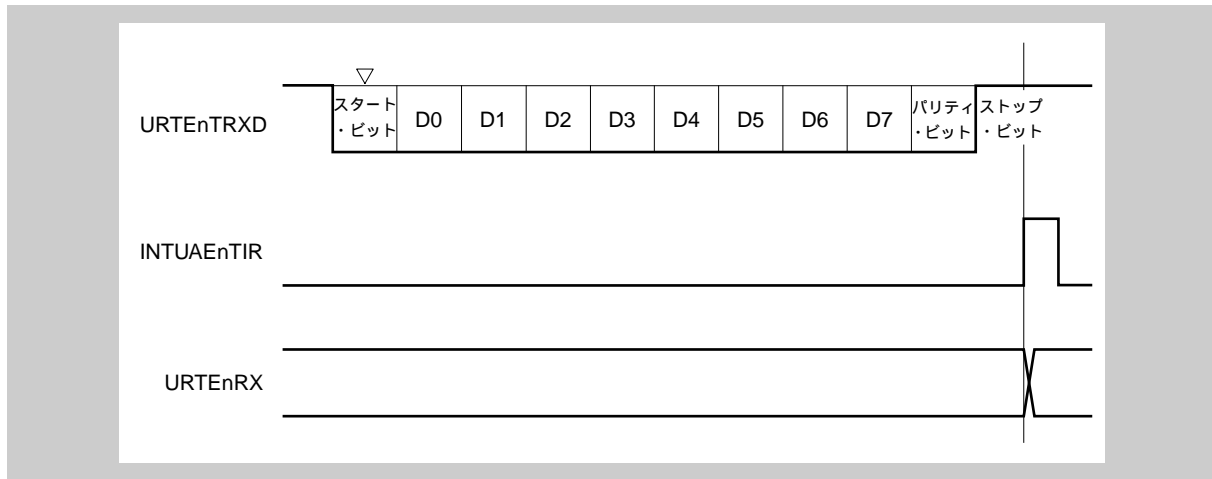 URTEnTRXD
スタート
・ビット
D0 D1 D2 D3 D4 D5 D6 D7
パリティ
・ビット
ストップ
・ビット
INTUAEnTIR
URTEnRX